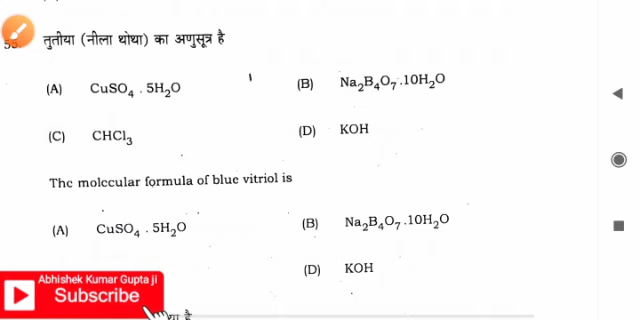 55. तुतीया (नीला थोथा) का अणुसूत्र है
(A) CuSO₄ . 5H₂O (B) Na₂B₄O₇.10H₂O
(C) CHCl₃ (D) KOH
The molecular formula of blue vitriol is
(A) CuSO₄ . 5H₂O (B) Na₂B₄O₇.10H₂O
(D) KOH
Abhishek Kumar Gupta ji
Subscribe
है